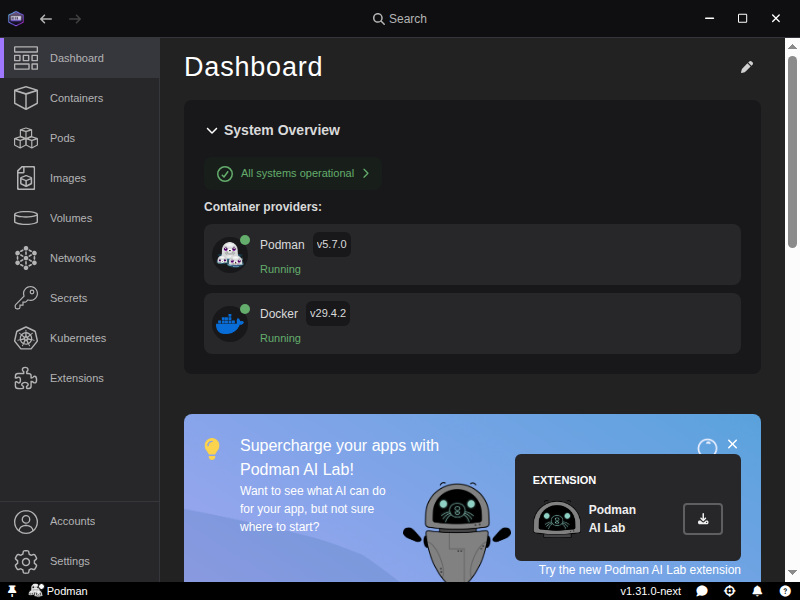 Search
Dashboard
Containers
Pods
Images
Volumes
Networks
Secrets
Kubernetes
Extensions
Accounts
Settings
Dashboard
System Overview
All systems operational
Container providers:
Podman v5.7.0
Running
Docker v29.4.2
Running
Supercharge your apps with
Podman AI Lab!
Want to see what AI can do
for your app, but not sure
where to start?
EXTENSION
Podman
AI Lab
Try the new Podman AI Lab extension
Podman
v1.31.0-next